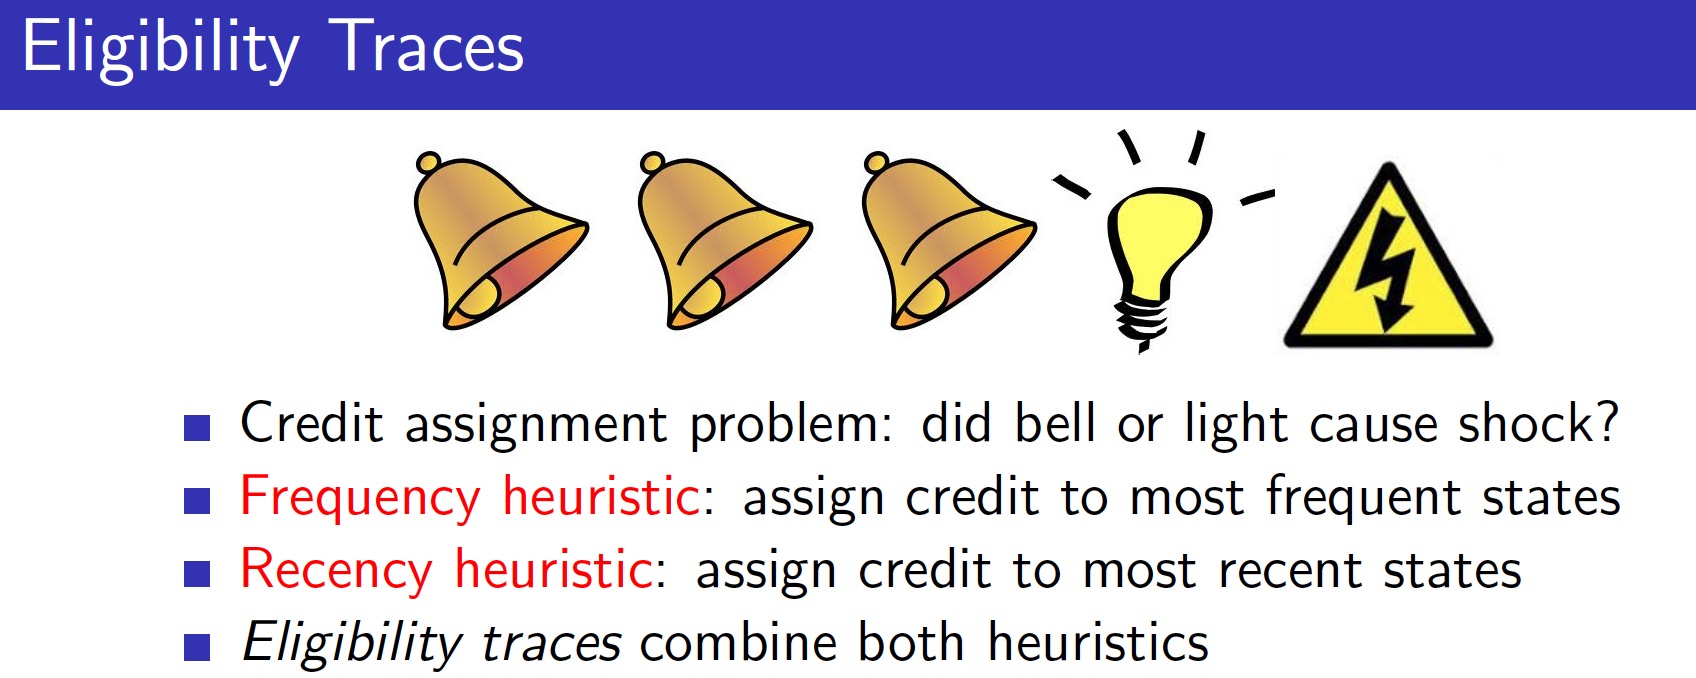 Eligibility Traces
Credit assignment problem: did bell or light cause shock?
Frequency heuristic: assign credit to most frequent states
Recency heuristic: assign credit to most recent states
Eligibility traces combine both heuristics